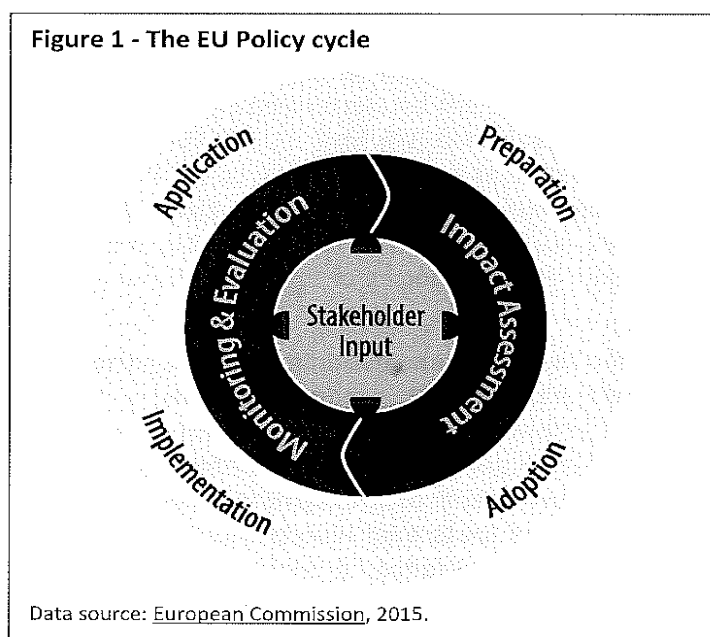 Figure 1 - The EU Policy cycle
Application
Preparation
Monitoring & Evaluation
Impact Assessment
Stakeholder
Input
Implementation
Adoption
Data source: European Commission, 2015.